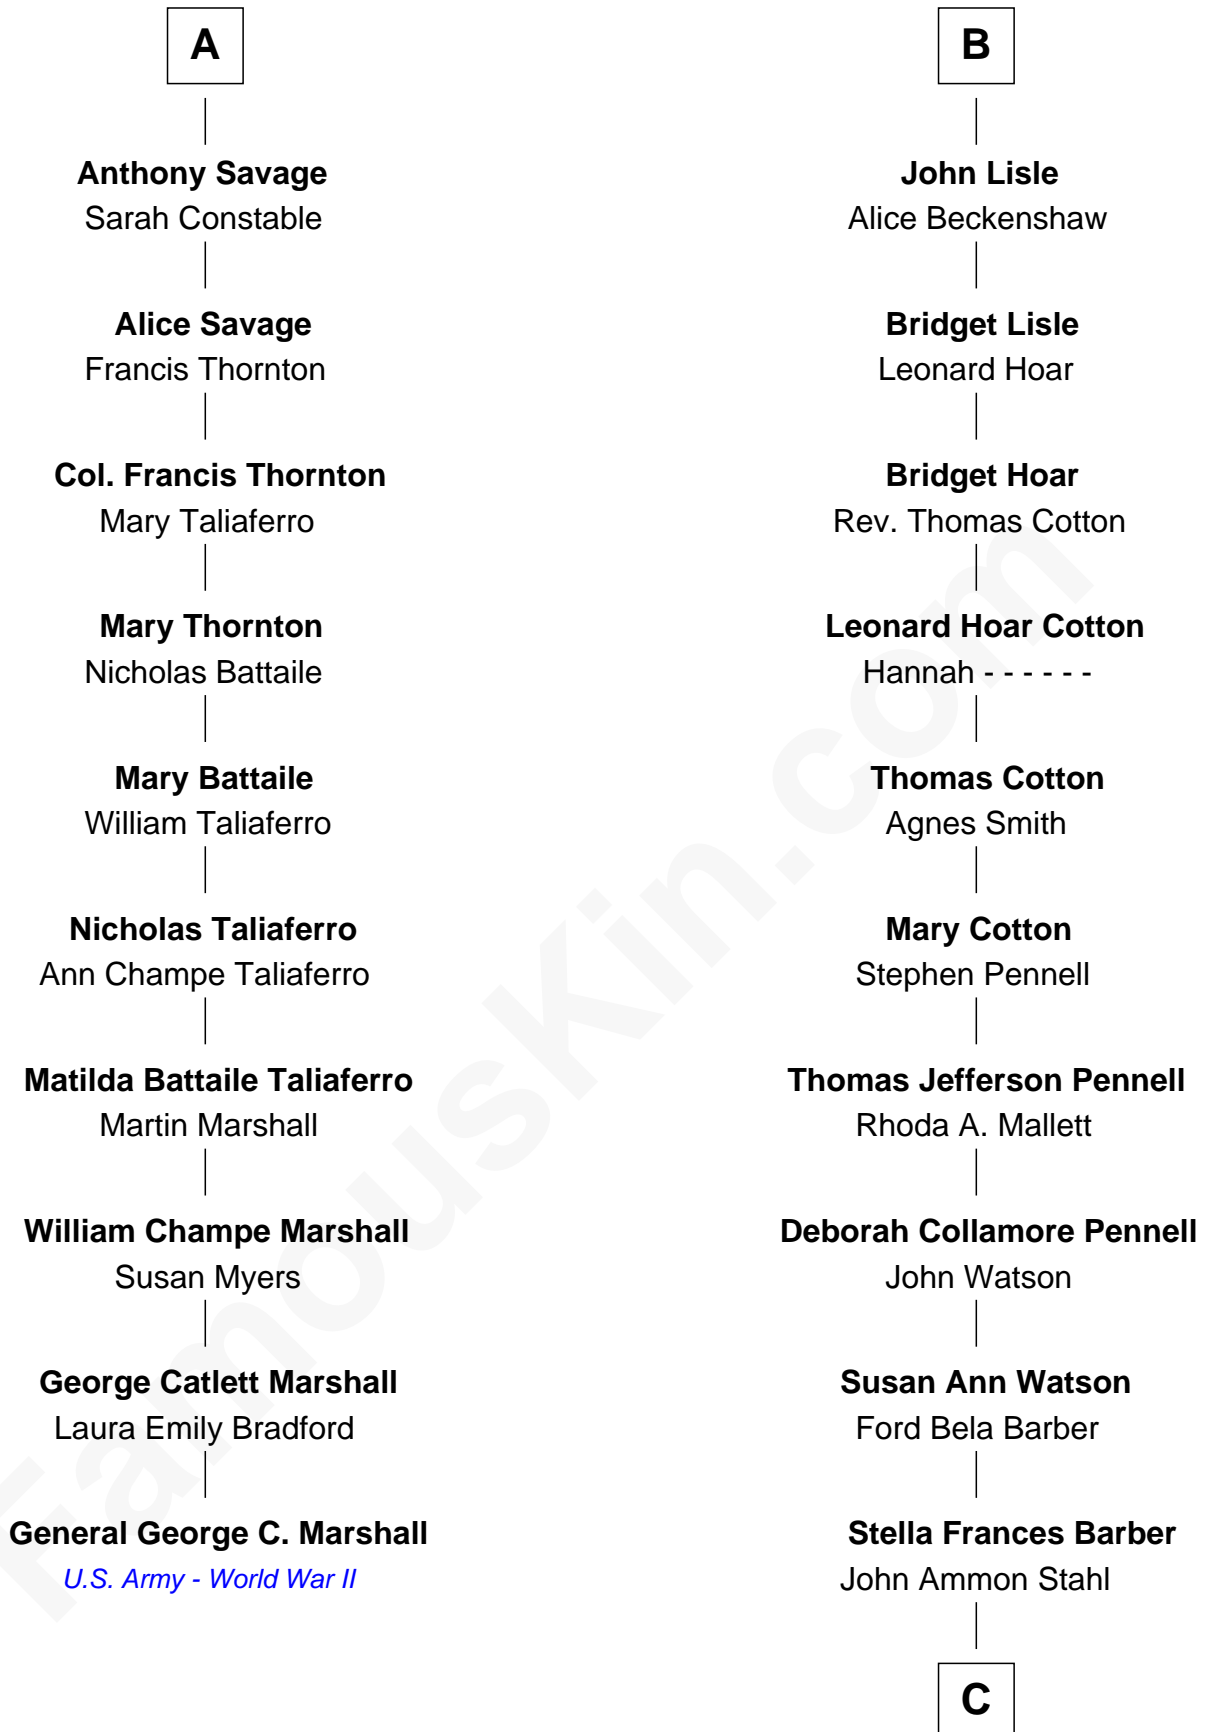 A
Anthony Savage
Sarah Constable
Alice Savage
Francis Thornton
Col. Francis Thornton
Mary Taliaferro
Mary Thornton
Nicholas Battaile
Mary Battaile
William Taliaferro
Nicholas Taliaferro
Ann Champe Taliaferro
Matilda Battaile Taliaferro
Martin Marshall
William Champe Marshall
Susan Myers
George Catlett Marshall
Laura Emily Bradford
General George C. Marshall
U.S. Army - World War II
B
John Lisle
Alice Beckenshaw
Bridget Lisle
Leonard Hoar
Bridget Hoar
Rev. Thomas Cotton
Leonard Hoar Cotton
Hannah - - - - - -
Thomas Cotton
Agnes Smith
Mary Cotton
Stephen Pennell
Thomas Jefferson Pennell
Rhoda A. Mallett
Deborah Collamore Pennell
John Watson
Susan Ann Watson
Ford Bela Barber
Stella Frances Barber
John Ammon Stahl
C
FamousKin.com